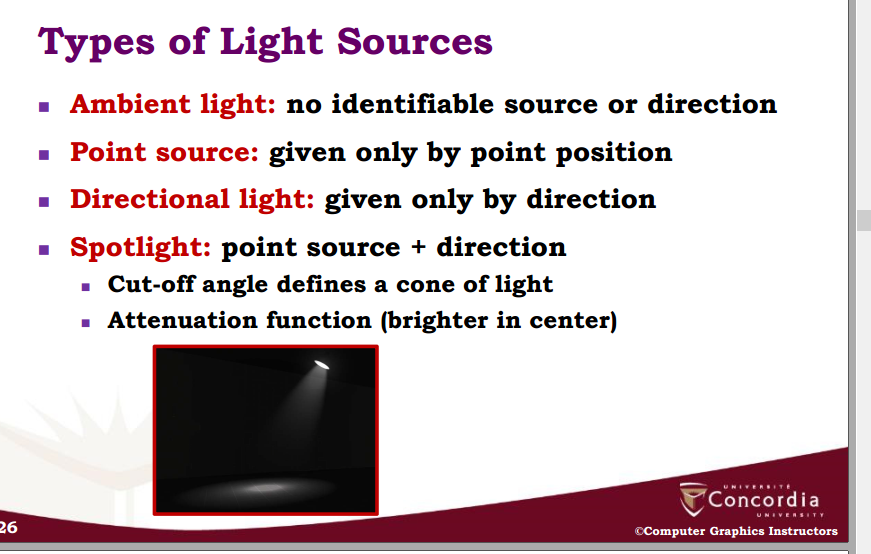 Types of Light Sources
Ambient light: no identifiable source or direction
Point source: given only by point position
Directional light: given only by direction
Spotlight: point source + direction
Cut-off angle defines a cone of light
Attenuation function (brighter in center)
UNIVERSITÉ
Concordia
UNIVERSITY
26
©Computer Graphics Instructors